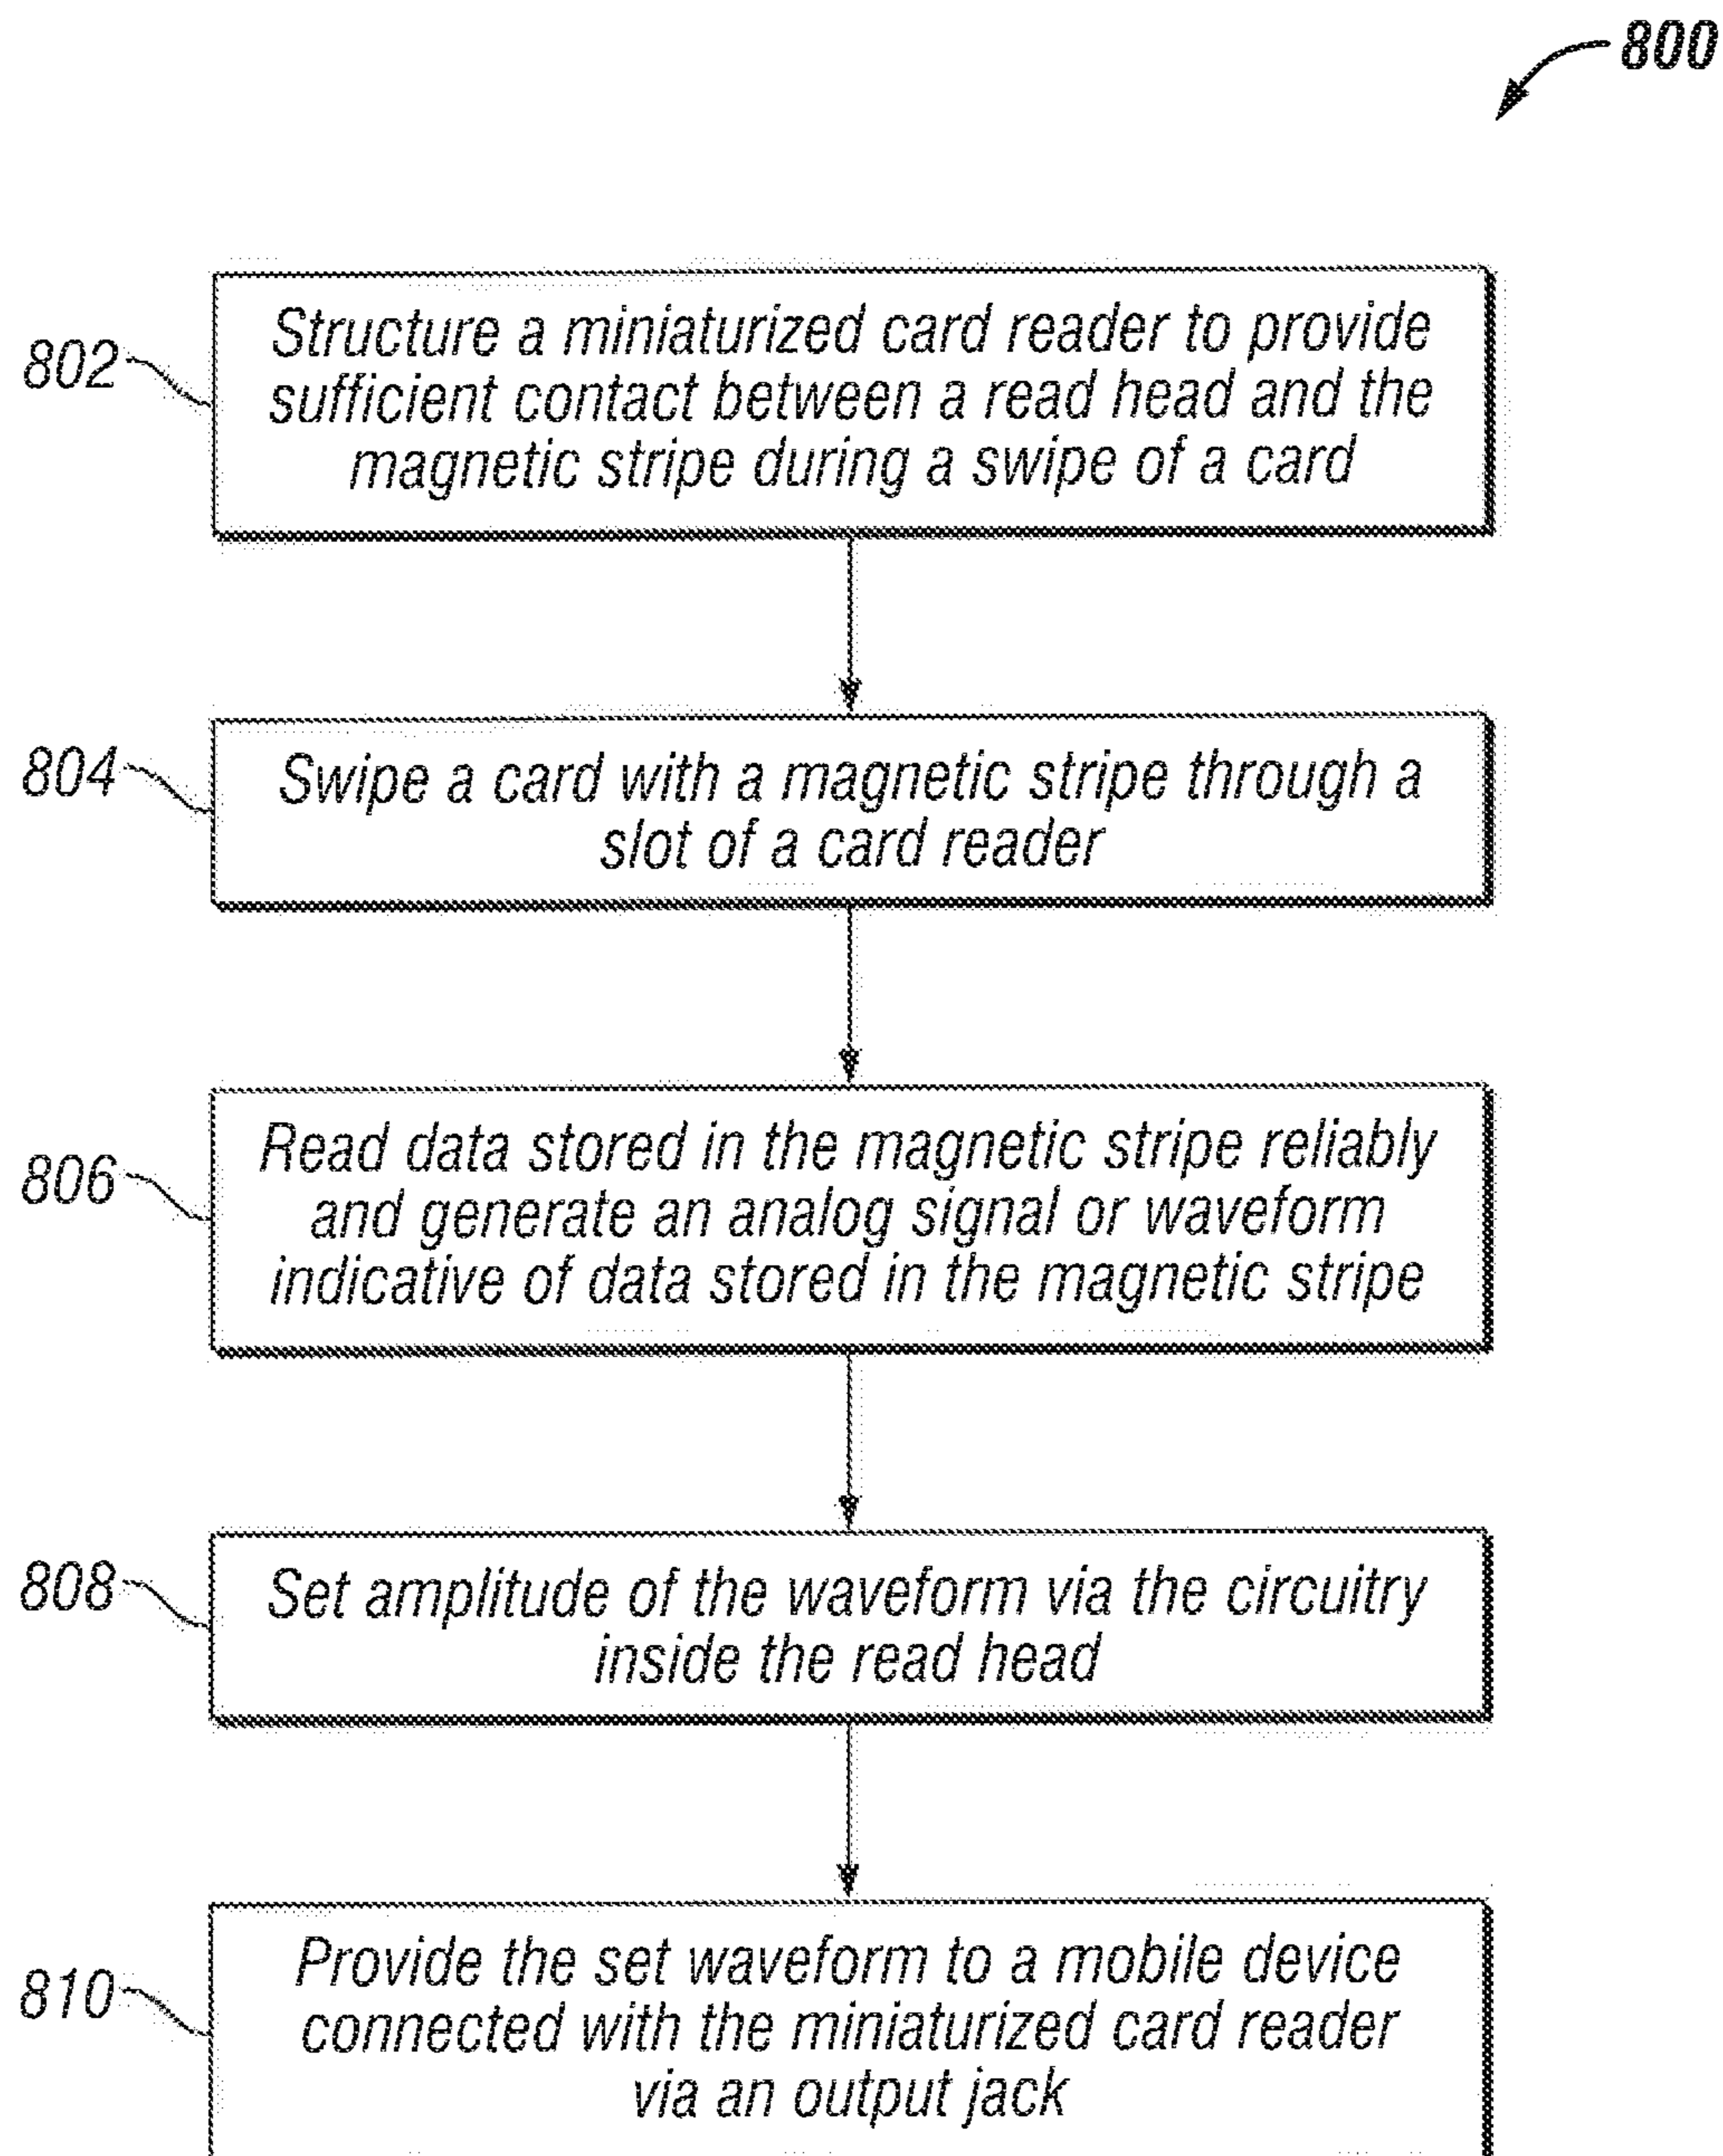 800
802
Structure a miniaturized card reader to provide
sufficient contact between a read head and the
magnetic stripe during a swipe of a card
804
Swipe a card with a magnetic stripe through a
slot of a card reader
806
Read data stored in the magnetic stripe reliably
and generate an analog signal or waveform
indicative of data stored in the magnetic stripe
808
Set amplitude of the waveform via the circuitry
inside the read head
810
Provide the set waveform to a mobile device
connected with the miniaturized card reader
via an output jack